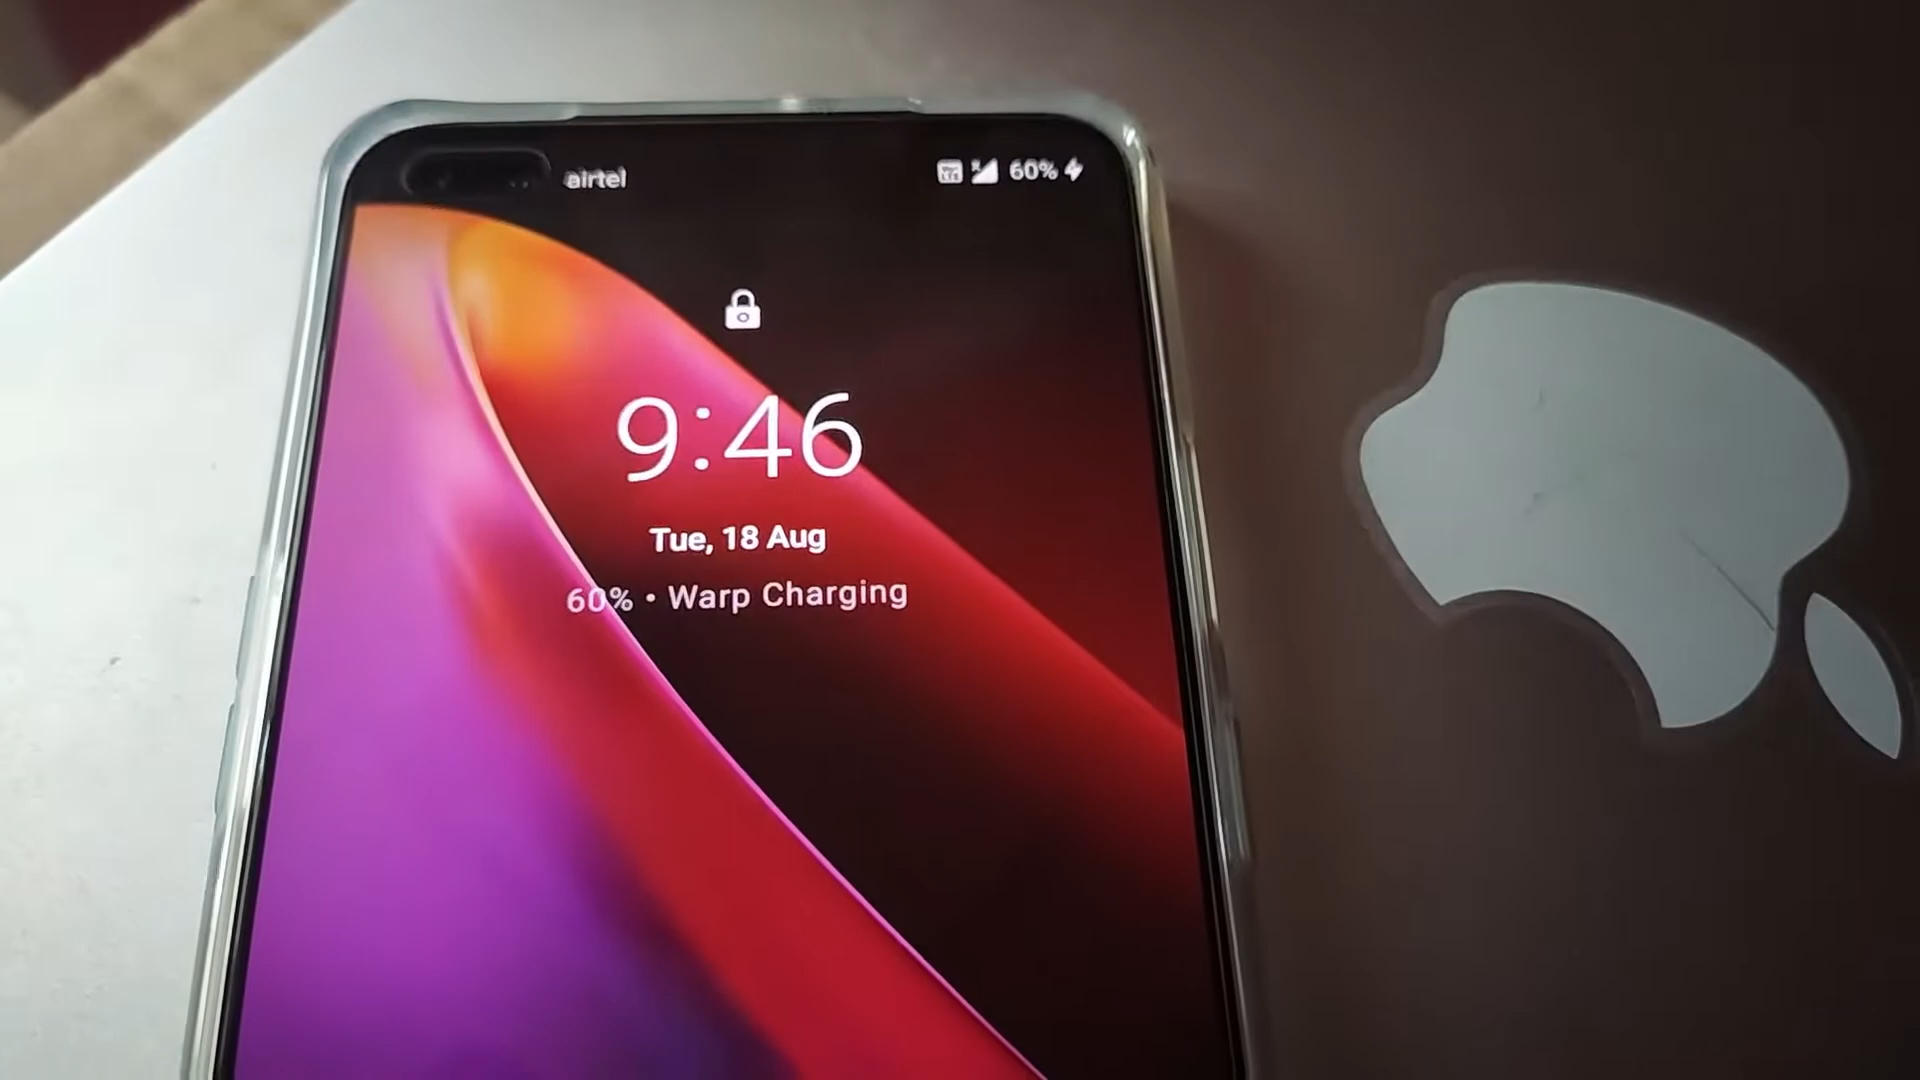 airtel
60%
9:46
Tue, 18 Aug
60% • Warp Charging